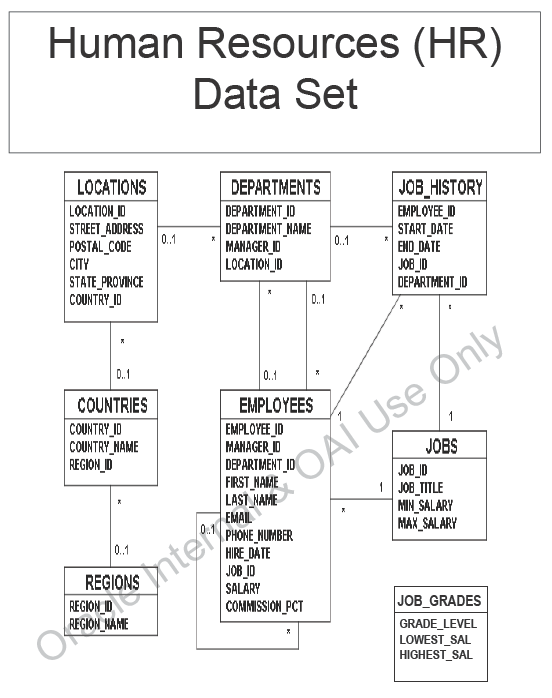 Human Resources (HR)
Data Set
LOCATIONS
LOCATION_ID
STREET_ADDRESS
POSTAL_CODE
CITY
STATE_PROVINCE
COUNTRY_ID
DEPARTMENTS
DEPARTMENT_ID
DEPARTMENT_NAME
MANAGER_ID
LOCATION_ID
JOB_HISTORY
EMPLOYEE_ID
START_DATE
END_DATE
JOB_ID
DEPARTMENT_ID
0..1
*
0..1
*
*
0..1
*
0..1
*
0..1
*
*
1
*
1
COUNTRIES
COUNTRY_ID
COUNTRY_NAME
REGION_ID
EMPLOYEES
EMPLOYEE_ID
MANAGER_ID
DEPARTMENT_ID
FIRST_NAME
LAST_NAME
EMAIL
PHONE_NUMBER
HIRE_DATE
JOB_ID
SALARY
COMMISSION_PCT
JOBS
JOB_ID
JOB_TITLE
MIN_SALARY
MAX_SALARY
1
*
0..1
*
*
0..1
REGIONS
REGION_ID
REGION_NAME
JOB_GRADES
GRADE_LEVEL
LOWEST_SAL
HIGHEST_SAL
Oracle Internal & OAI Use Only